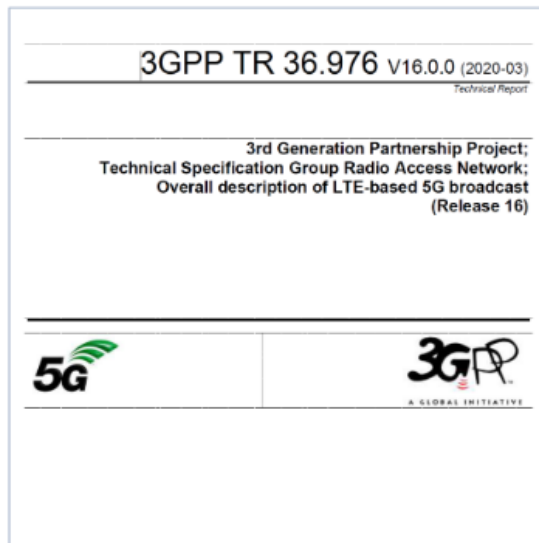 3GPP TR 36.976 V16.0.0 (2020-03)
Technical Report
3rd Generation Partnership Project;
Technical Specification Group Radio Access Network;
Overall description of LTE-based 5G broadcast
(Release 16)
5G
3GPP
A GLOBAL INITIATIVE